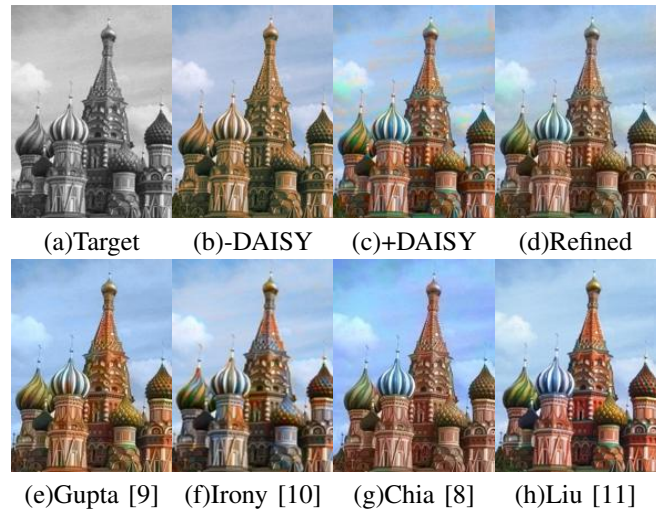 (a)Target (b)-DAISY (c)+DAISY (d)Refined
(e)Gupta [9] (f)Irony [10] (g)Chia [8] (h)Liu [11]